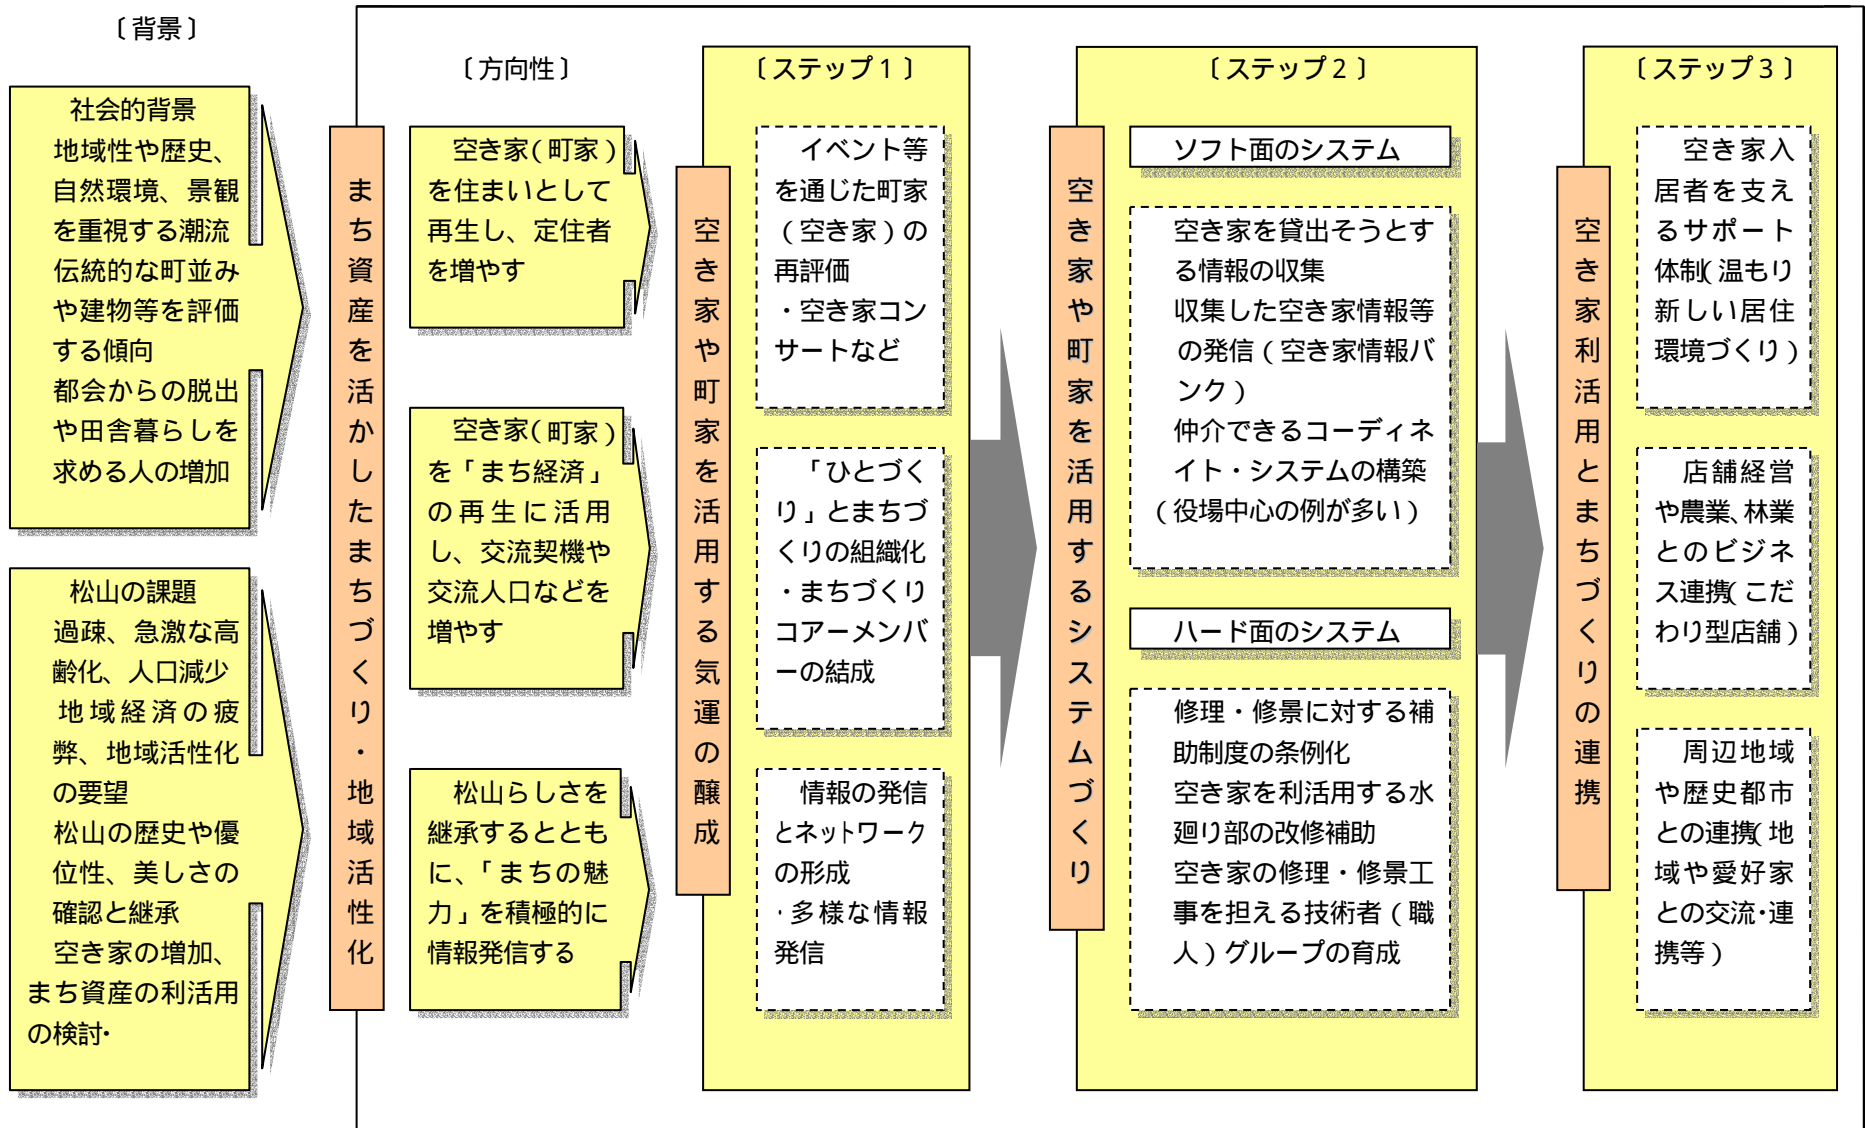 〔背景〕
社会的背景
地域性や歴史、
自然環境、景観
を重視する潮流
伝統的な町並み
や建物等を評価
する傾向
都会からの脱出
や田舎暮らしを
求める人の増加
松山の課題
過疎、急激な高
齢化、人口減少
地域経済の疲
弊、地域活性化
の要望
松山の歴史や優
位性、美しさの
確認と継承
空き家の増加、
まち資産の利活用
の検討・
まち資産を活かしたまちづくり・地域活性化
〔方向性〕
空き家(町家)
を住まいとして
再生し、定住者
を増やす
空き家(町家)
を「まち経済」
の再生に活用
し、交流契機や
交流人口などを
増やす
松山らしさを
継承するととも
に、「まちの魅
力」を積極的に
情報発信する
〔ステップ1〕
空き家や町家を活用する気運の醸成
イベント等
を通じた町家
(空き家)の
再評価
・空き家コン
サートなど
「ひとづく
り」とまちづ
くりの組織化
・まちづくり
コアーメンバ
ーの結成
情報の発信
とネットワーク
の形成
・多様な情報
発信
〔ステップ2〕
空き家や町家を活用するシステムづくり
ソフト面のシステム
空き家を貸出そうとす
る情報の収集
収集した空き家情報等
の発信(空き家情報バ
ンク)
仲介できるコーディネ
イト・システムの構築
(役場中心の例が多い)
ハード面のシステム
修理・修景に対する補
助制度の条例化
空き家を利活用する水
廻り部の改修補助
空き家の修理・修景工
事を担える技術者(職
人)グループの育成
〔ステップ3〕
空き家利活用とまちづくりの連携
空き家入
居者を支え
るサポート
体制(温もり
新しい居住
環境づくり)
店舗経営
や農業、林業
とのビジネ
ス連携(こだ
わり型店舗)
周辺地域
や歴史都市
との連携(地
域や愛好家
との交流・連
携等)